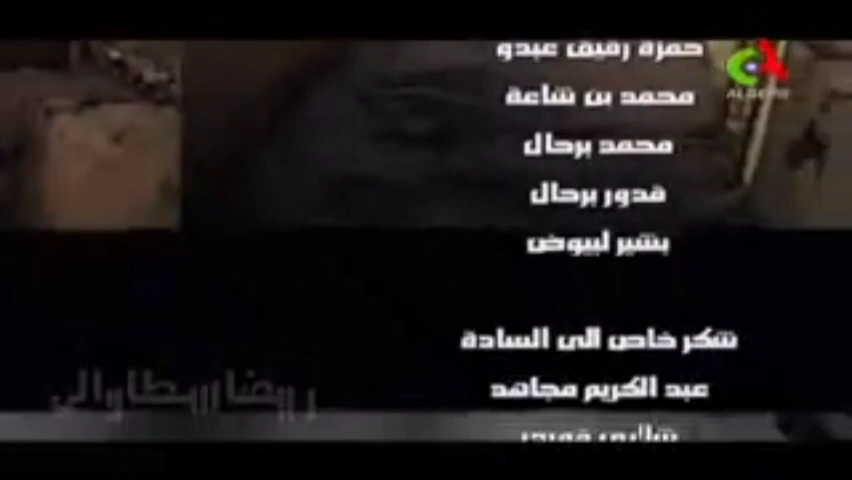 حمزة رفيق عبدو
محمد بن شاعة
محمد برحال
قدور برحال
بشير لبيوض
شكر خاص الى السادة
عبد الكريم مجاهد
ALGERIE